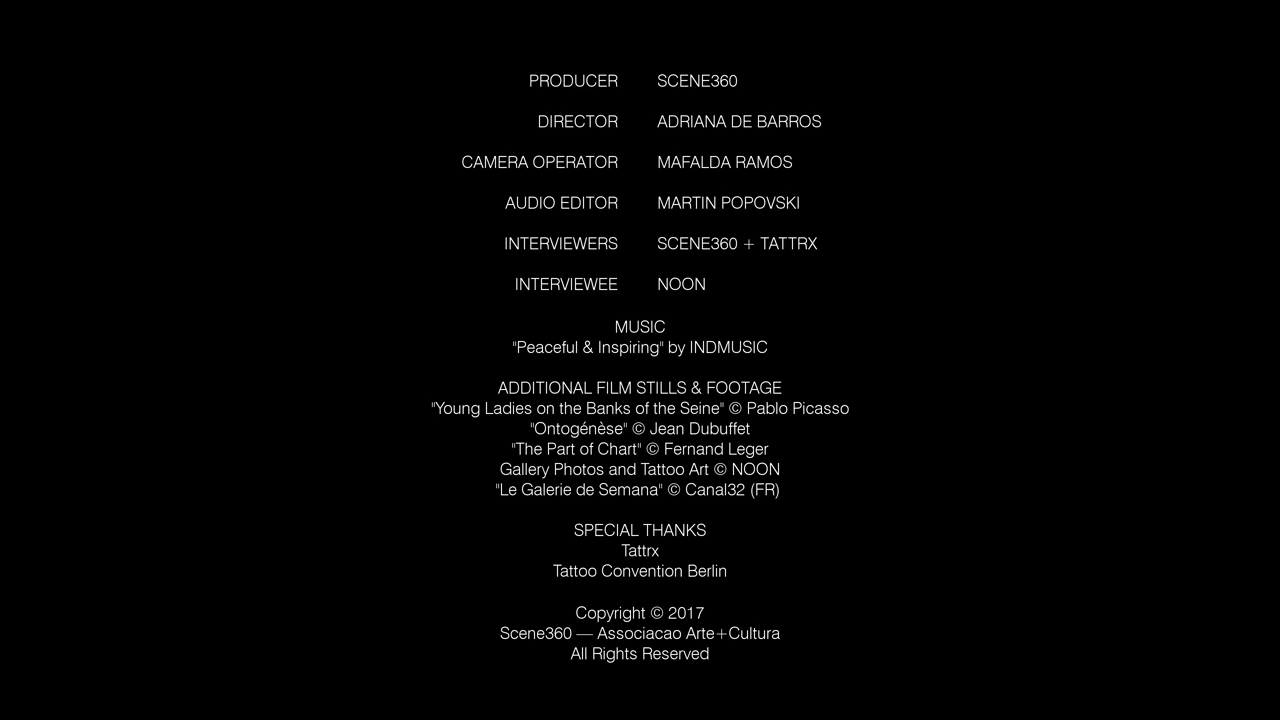 PRODUCER SCENE360
DIRECTOR ADRIANA DE BARROS
CAMERA OPERATOR MAFALDA RAMOS
AUDIO EDITOR MARTIN POPOVSKI
INTERVIEWERS SCENE360 + TATTRX
INTERVIEWEE NOON
MUSIC
"Peaceful & Inspiring" by INDMUSIC
ADDITIONAL FILM STILLS & FOOTAGE
"Young Ladies on the Banks of the Seine" © Pablo Picasso
"Ontogénèse" © Jean Dubuffet
"The Part of Chart" © Fernand Leger
Gallery Photos and Tattoo Art © NOON
"Le Galerie de Semana" © Canal32 (FR)
SPECIAL THANKS
Tattrx
Tattoo Convention Berlin
Copyright © 2017
Scene360 — Associacao Arte+Cultura
All Rights Reserved